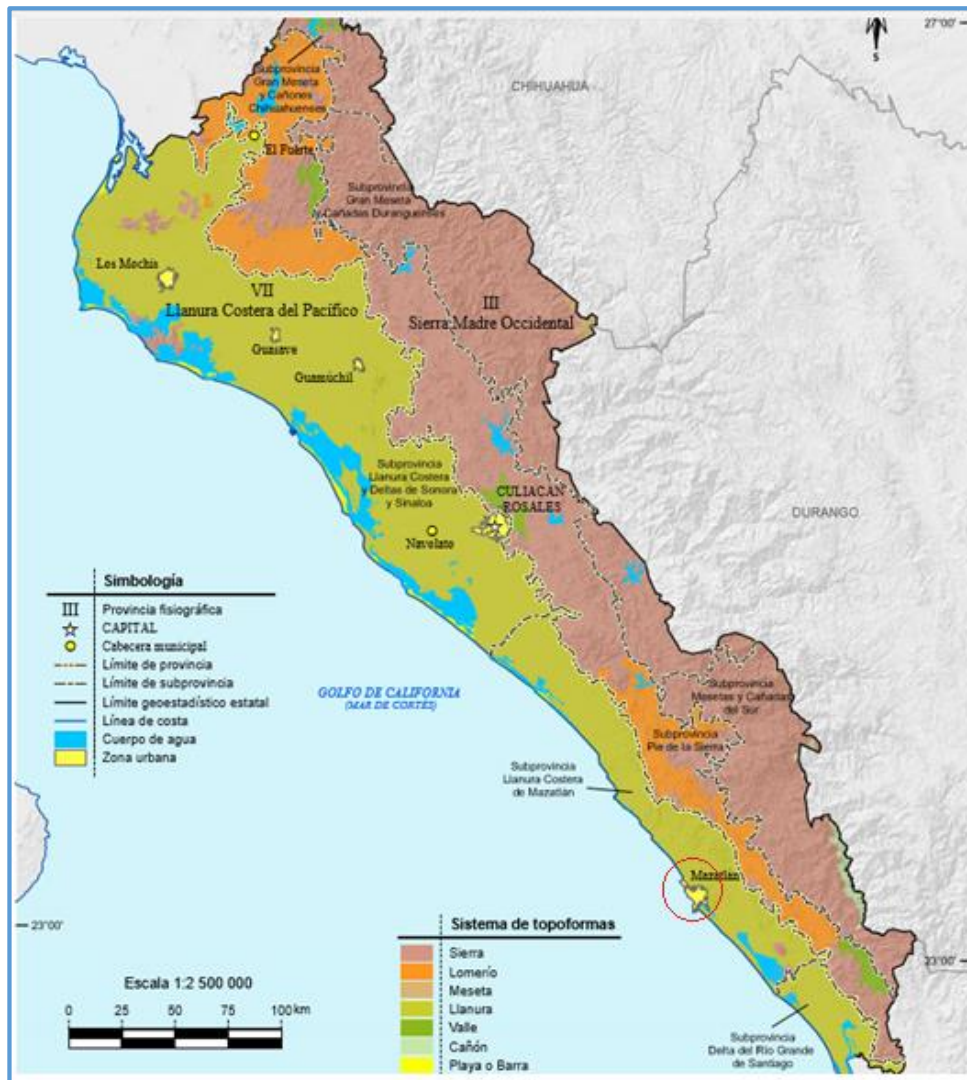 27°00'
Subprovincia
Gran Meseta
y Cañones
Chihuahuenses
CHIHUAHUA
El Fuerte
Subprovincia
Gran Meseta
y Cañadas Duranguenses
Los Mochis
VII
Llanura Costera del Pacífico
III
Sierra Madre Occidental
Guasave
Guamúchil
Subprovincia
Llanura Costera
y Deltas de Sonora
y Sinaloa
CULIACÁN
ROSALES
DURANGO
Navolato
Simbología
III Provincia fisiográfica
CAPITAL
Cabecera municipal
Límite de provincia
Límite de subprovincia
Límite geoestadístico estatal
Línea de costa
Cuerpo de agua
Zona urbana
GOLFO DE CALIFORNIA
(MAR DE CORTÉS)
Subprovincia
Mesetas y Cañadas
del Sur
Subprovincia
Pie de la Sierra
Subprovincia
Llanura Costera
de Mazatlán
Mazatlán
23°00'
Sistema de topoformas
Sierra
Lomerío
Meseta
Llanura
Valle
Cañón
Playa o Barra
23°00'
Escala 1:2 500 000
0 25 50 75 100 km
Subprovincia
Delta del Río Grande
de Santiago